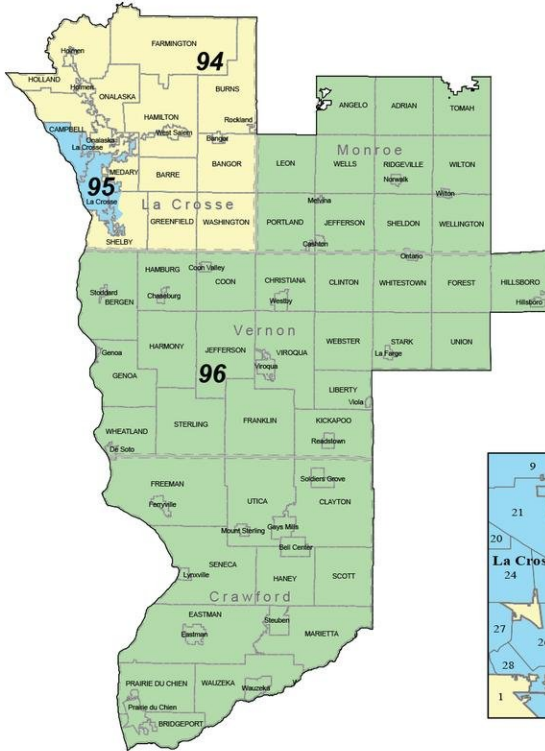 Holmen
FARMINGTON
94
HOLLAND
Holmen
ONALASKA
BURNS
HAMILTON
Rockland
West Salem
CAMPBELL
Onalaska
La Crosse
Bangor
ANGELO
ADRIAN
TOMAH
Monroe
MEDARY
BARRE
BANGOR
LEON
WELLS
RIDGEVILLE
WILTON
Norwalk
95
La Crosse
La Crosse
Melvina
Wilton
GREENFIELD
WASHINGTON
PORTLAND
JEFFERSON
SHELDON
WELLINGTON
SHELBY
Cashton
Ontario
HAMBURG
Coon Valley
COON
CHRISTIANA
CLINTON
WHITESTOWN
FOREST
HILLSBORO
Stoddard
BERGEN
Chaseburg
Westby
Hillsboro
Vernon
HARMONY
JEFFERSON
VIROQUA
WEBSTER
STARK
UNION
Genoa
La Farge
Viroqua
GENOA
96
LIBERTY
Viola
WHEATLAND
STERLING
FRANKLIN
KICKAPOO
De Soto
Readstown
FREEMAN
Soldiers Grove
Ferryville
UTICA
CLAYTON
Mount Sterling
Gays Mills
Bell Center
SENECA
Lynxville
HANEY
SCOTT
Crawford
EASTMAN
Steuben
Eastman
MARIETTA
PRAIRIE DU CHIEN
WAUZEKA
Wauzeka
Prairie du Chien
BRIDGEPORT
9
21
20
La Cros
24
27
28
1